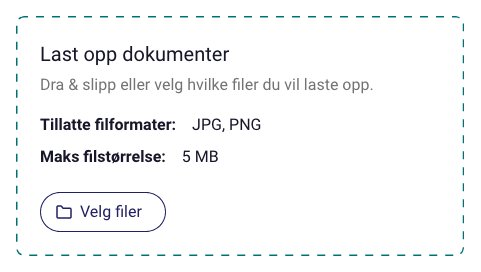 Last opp dokumenter
Dra & slipp eller velg hvilke filer du vil laste opp.
Tillatte filformater: JPG, PNG
Maks filstørrelse: 5 MB
Velg filer